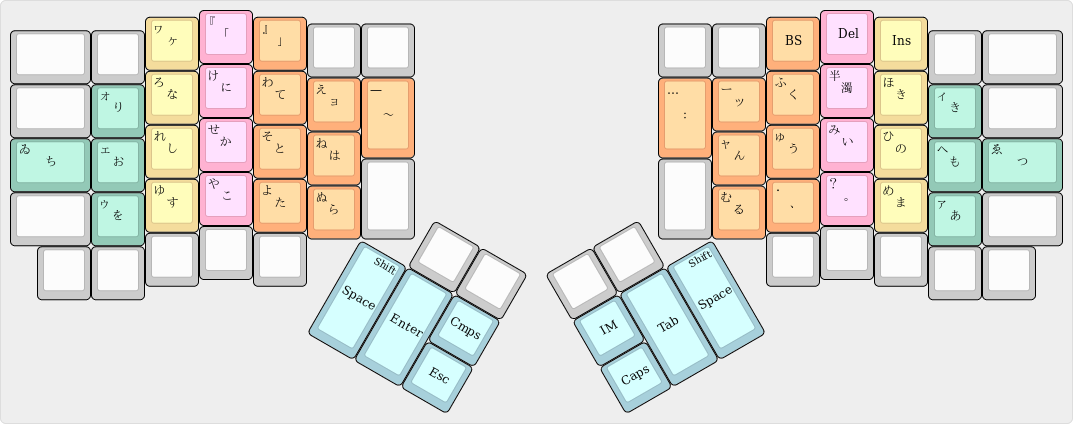 ヮ ヶ
『 「
』 」
BS
Del
Ins
ォ り
ろ な
け に
わ て
ぇ ョ
― ～
… ：
ー ッ
ふ く
半 濁
ほ き
ィ き
ゐ ち
ェ お
れ し
せ か
そ と
ね は
ャ ん
ゅ う
み い
ひ の
へ も
ゑ つ
ゥ を
ゆ す
や こ
よ た
ぬ ら
む る
・ 、
？ 。
め ま
ァ あ
Shift Space
Enter
Cmps
Esc
IM
Caps
Tab
Shift Space